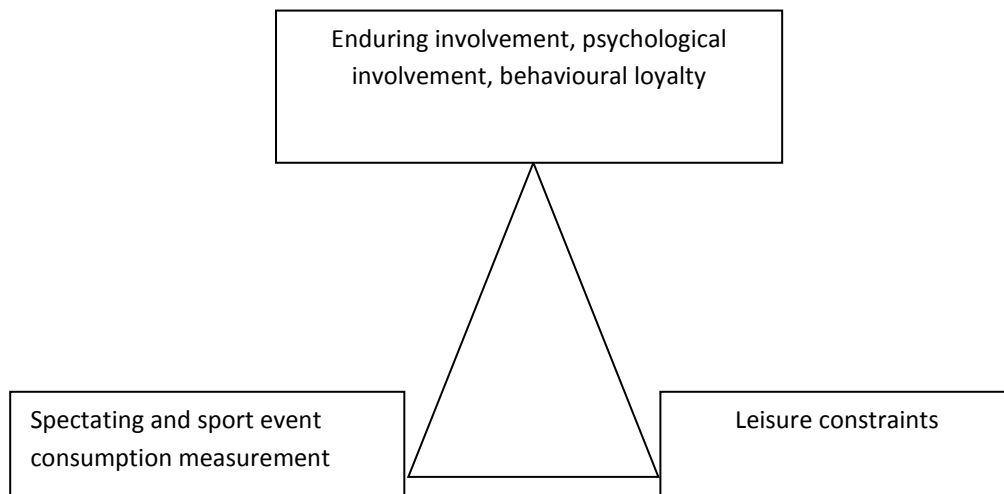 Enduring involvement, psychological
involvement, behavioural loyalty
Spectating and sport event
consumption measurement
Leisure constraints